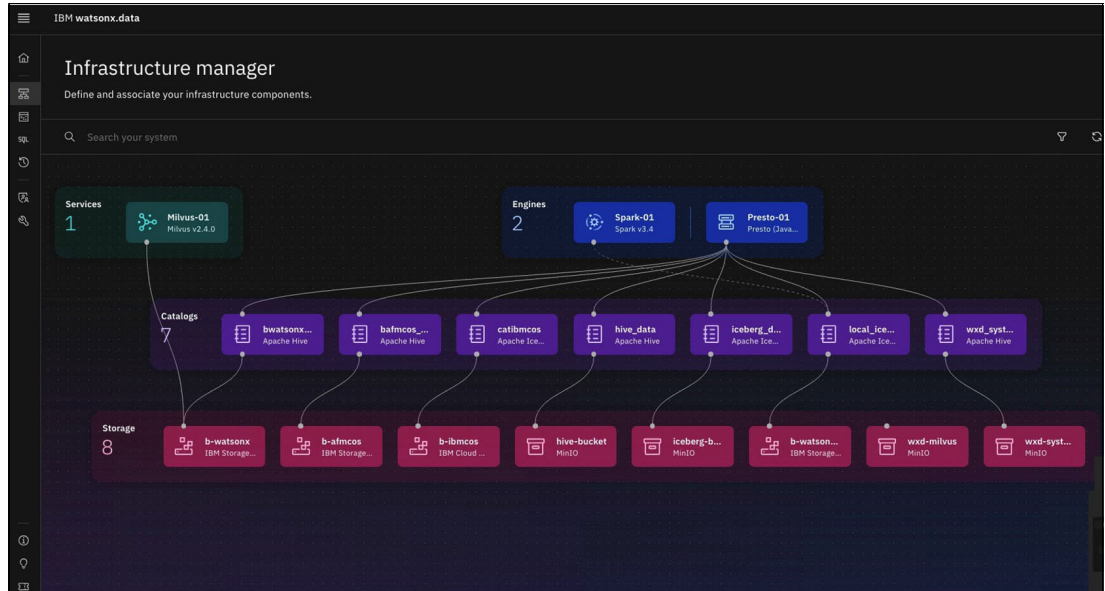 IBM watsonx.data
Infrastructure manager
Define and associate your infrastructure components.
Search your system
SQL
Services
1
Milvus-01
Milvus v2.4.0
Engines
2
Spark-01
Spark v3.4
Presto-01
Presto (Java...
Catalogs
7
bwatsonx...
Apache Hive
bafmcos_...
Apache Hive
catibmcos
Apache Ice...
hive_data
Apache Hive
iceberg_d...
Apache Ice...
local_ice...
Apache Ice...
wxd_syst...
Apache Hive
Storage
8
b-watsonx
IBM Storage...
b-afmcos
IBM Storage...
b-ibmcos
IBM Cloud ...
hive-bucket
MinIO
iceberg-b...
MinIO
b-watson...
IBM Storage...
wxd-milvus
MinIO
wxd-syst...
MinIO